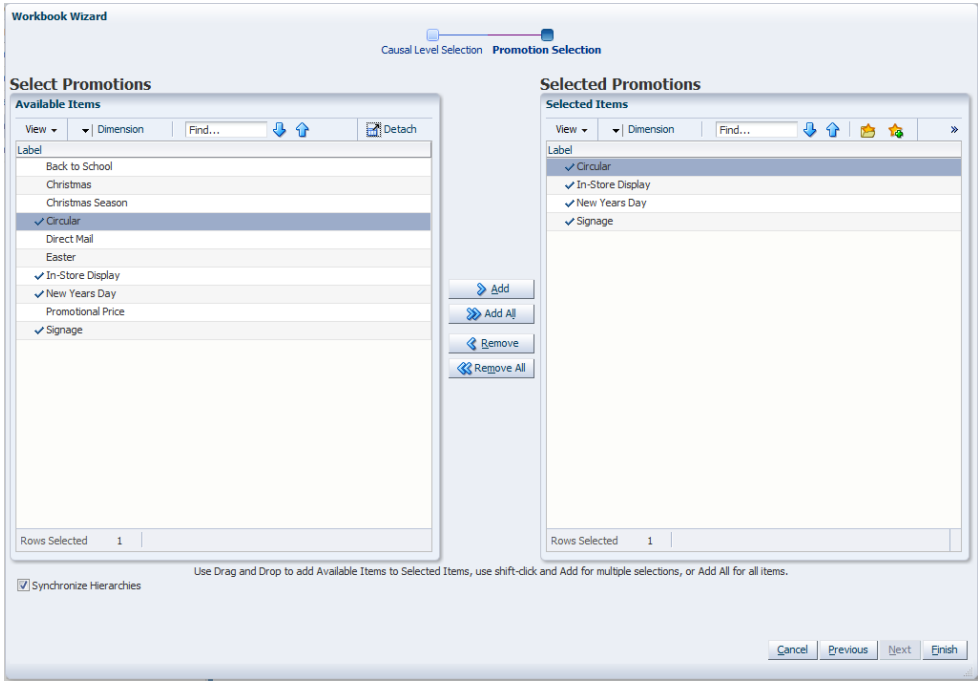 Workbook Wizard
Causal Level Selection Promotion Selection
Select Promotions
Available Items
View Dimension Find... Detach
Label
Back to School
Christmas
Christmas Season
Circular
Direct Mail
Easter
In-Store Display
New Years Day
Promotional Price
Signage
Rows Selected 1
Add
Add All
Remove
Remove All
Selected Promotions
Selected Items
View Dimension Find... »
Label
Circular
In-Store Display
New Years Day
Signage
Rows Selected 1
Use Drag and Drop to add Available Items to Selected Items, use shift-click and Add for multiple selections, or Add All for all items.
Synchronize Hierarchies
Cancel Previous Next Finish